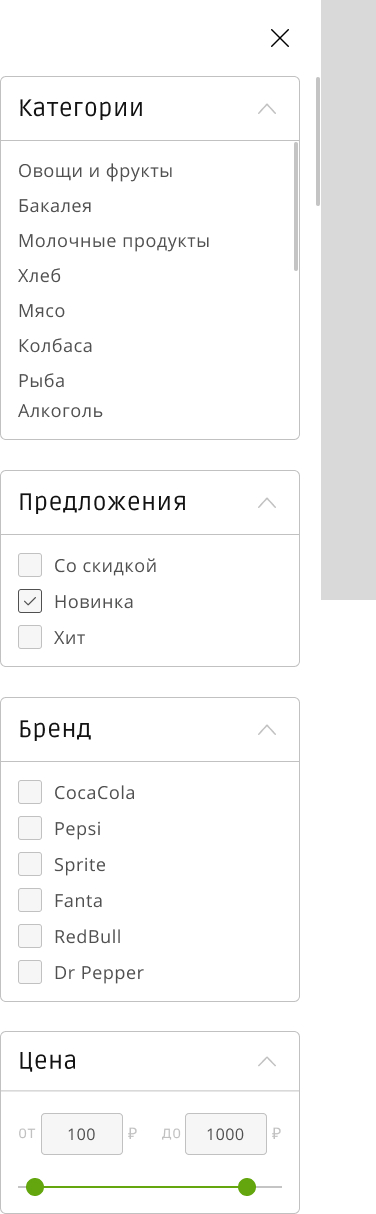 Категории
Овощи и фрукты
Бакалея
Молочные продукты
Хлеб
Мясо
Колбаса
Рыба
Алкоголь
Предложения
Со скидкой
Новинка
Хит
Бренд
CocaCola
Pepsi
Sprite
Fanta
RedBull
Dr Pepper
Цена
от 100 ₽ до 1000 ₽